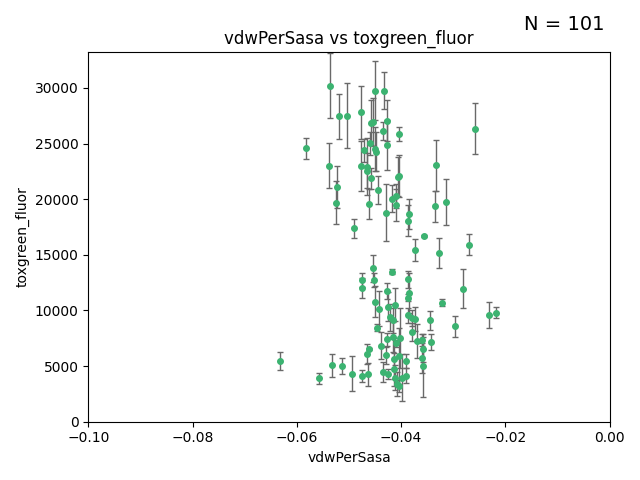 N = 101
vdwPerSasa vs toxgreen_fluor
30000
25000
20000
15000
10000
5000
0
toxgreen_fluor
−0.10 −0.08 −0.06 −0.04 −0.02 0.00
vdwPerSasa